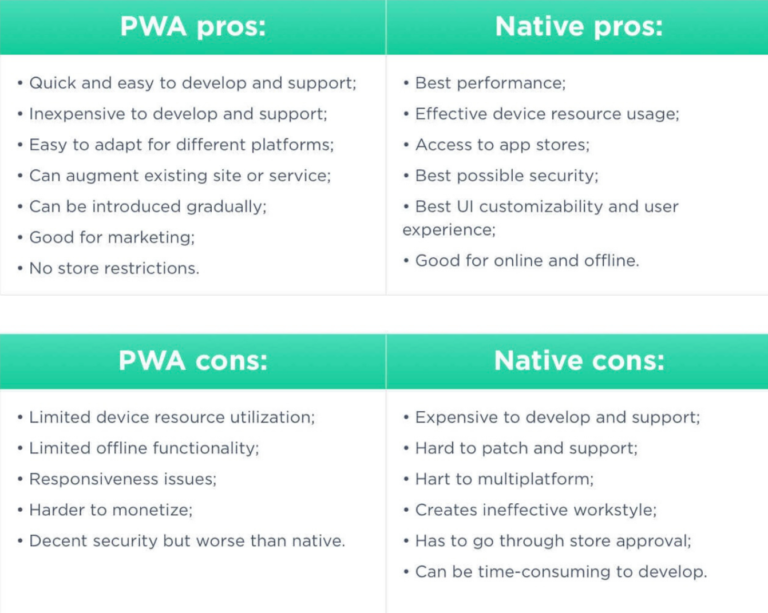 PWA pros:
Native pros:
• Quick and easy to develop and support;
• Inexpensive to develop and support;
• Easy to adapt for different platforms;
• Can augment existing site or service;
• Can be introduced gradually;
• Good for marketing;
• No store restrictions.
• Best performance;
• Effective device resource usage;
• Access to app stores;
• Best possible security;
• Best UI customizability and user
experience;
• Good for online and offline.
PWA cons:
Native cons:
• Limited device resource utilization;
• Limited offline functionality;
• Responsiveness issues;
• Harder to monetize;
• Decent security but worse than native.
• Expensive to develop and support;
• Hard to patch and support;
• Hart to multiplatform;
• Creates ineffective workstyle;
• Has to go through store approval;
• Can be time-consuming to develop.